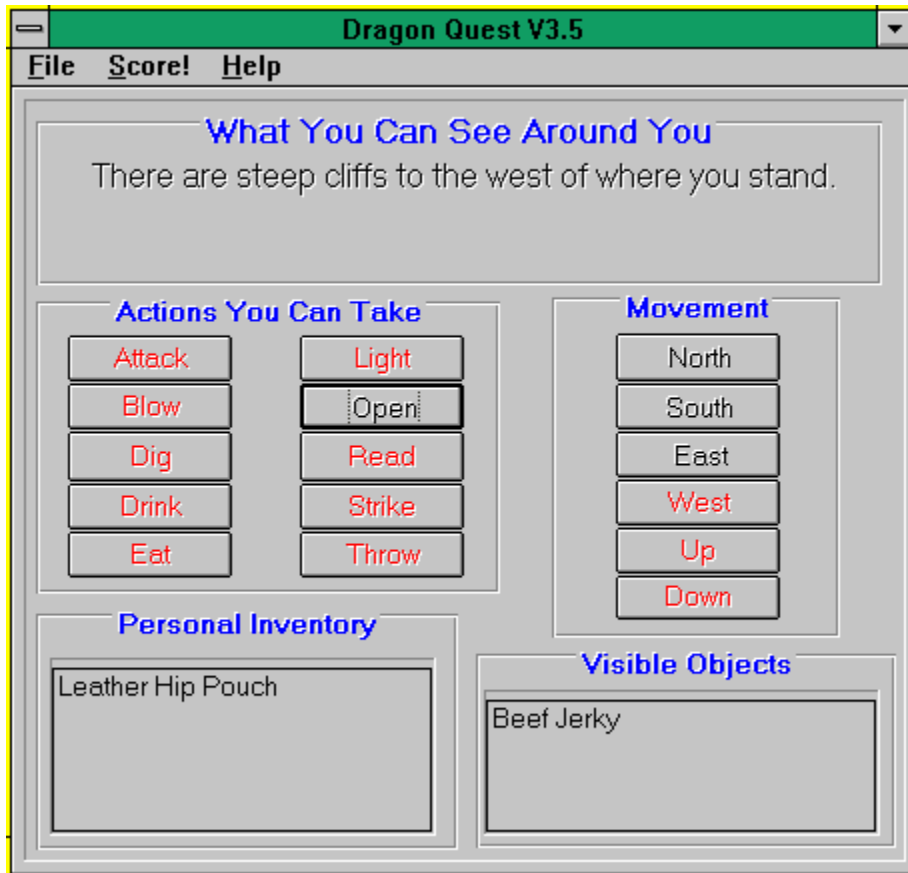 Dragon Quest V3.5
File Score! Help
What You Can See Around You
There are steep cliffs to the west of where you stand.
Actions You Can Take
Attack Light
Blow Open
Dig Read
Drink Strike
Eat Throw
Movement
North
South
East
West
Up
Down
Personal Inventory
Leather Hip Pouch
Visible Objects
Beef Jerky